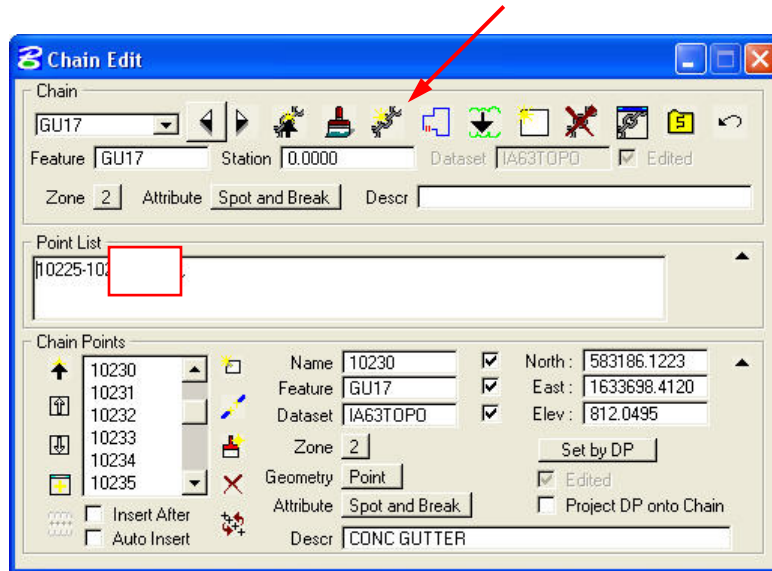 Chain Edit
Chain
GU17
Feature GU17 Station 0.0000 Dataset IA63TOPO Edited
Zone 2 Attribute Spot and Break Descr
Point List
10225-10
Chain Points
10230
10231
10232
10233
10234
10235
Insert After
Auto Insert
Name 10230
Feature GU17
Dataset IA63TOPO
Zone 2
Geometry Point
Attribute Spot and Break
Descr CONC GUTTER
North : 583186.1223
East : 1633698.4120
Elev : 812.0495
Set by DP
Edited
Project DP onto Chain